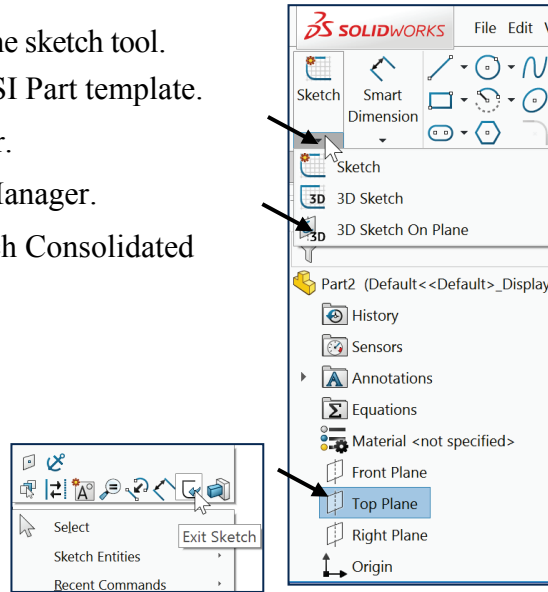 ne sketch tool.
SI Part template.
r.
Manager.
h Consolidated
SOLIDWORKS File Edit V
Sketch Smart Dimension
Sketch
3D Sketch
3D Sketch On Plane
Part2 (Default<<Default>_Display
History
Sensors
Annotations
Equations
Material <not specified>
Front Plane
Top Plane
Right Plane
Origin
Select
Exit Sketch
Sketch Entities
Recent Commands